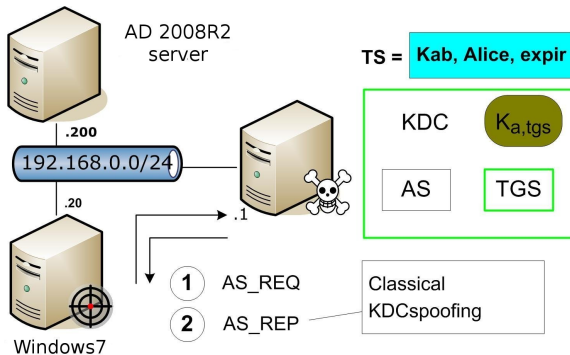 AD 2008R2
server
TS =
Kab, Alice, expir
.200
192.168.0.0/24
KDC
Ka,tgs
AS
TGS
.20
.1
1 AS_REQ
2 AS_REP
Classical
KDCspoofing
Windows7